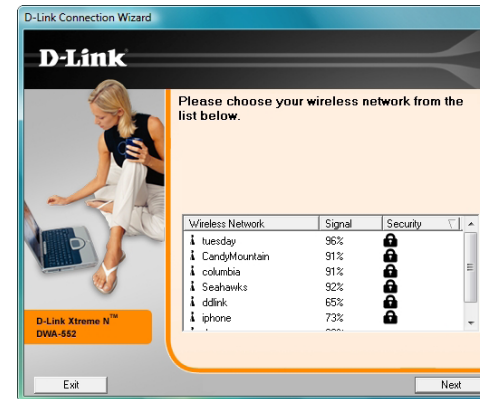 D-Link Connection Wizard
D-Link
Please choose your wireless network from the
list below.
Wireless Network Signal Security
tuesday 96%
CandyMountain 91%
columbia 91%
Seahawks 92%
ddlink 65%
iphone 73%
D-Link Xtreme N™
DWA-552
Exit Next